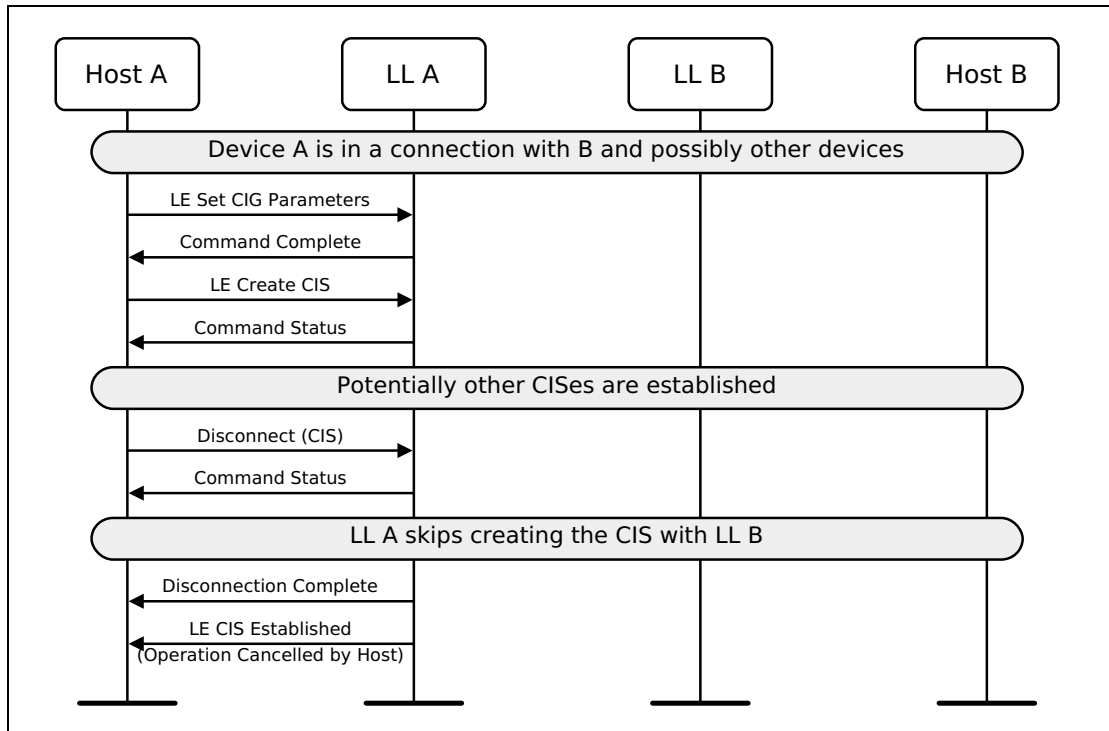 Host A
LL A
LL B
Host B
Device A is in a connection with B and possibly other devices
LE Set CIG Parameters
Command Complete
LE Create CIS
Command Status
Potentially other CISes are established
Disconnect (CIS)
Command Status
LL A skips creating the CIS with LL B
Disconnection Complete
LE CIS Established
(Operation Cancelled by Host)